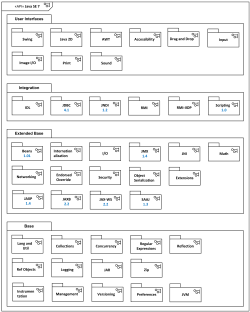 «API» Java SE 7
User Interfaces
Swing
Java 2D
AWT
Accessibility
Drag and Drop
Input
Image I/O
Print
Sound
Integration
IDL
JDBC
4.1
JNDI
1.2
RMI
RMI-IIOP
Scripting
1.0
Extended Base
Beans
1.01
Internation
alization
I/O
JMX
1.4
JNI
Math
Networking
Endorsed
Override
Security
Object
Serialization
Extensions
JAXP
JAXB
2.2
JAX-WS
2.2
SAAJ
1.3
Base
Lang and
Util
Collections
Concurrency
Regular
Expressions
Reflection
Ref Objects
Logging
JAR
Zip
Instrumen
tation
Management
Versioning
Preferences
JVM